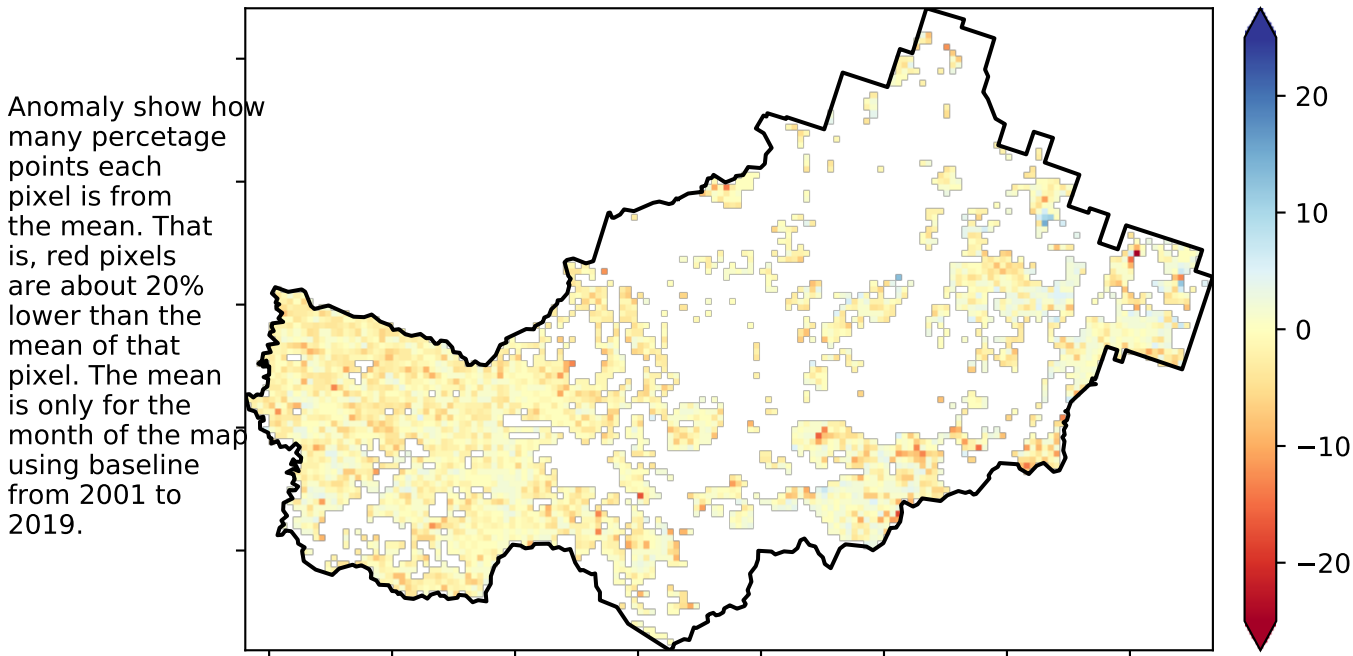 Anomaly show how
many percetage
points each
pixel is from
the mean. That
is, red pixels
are about 20%
lower than the
mean of that
pixel. The mean
is only for the
month of the map
using baseline
from 2001 to
2019.
20
10
0
−10
−20